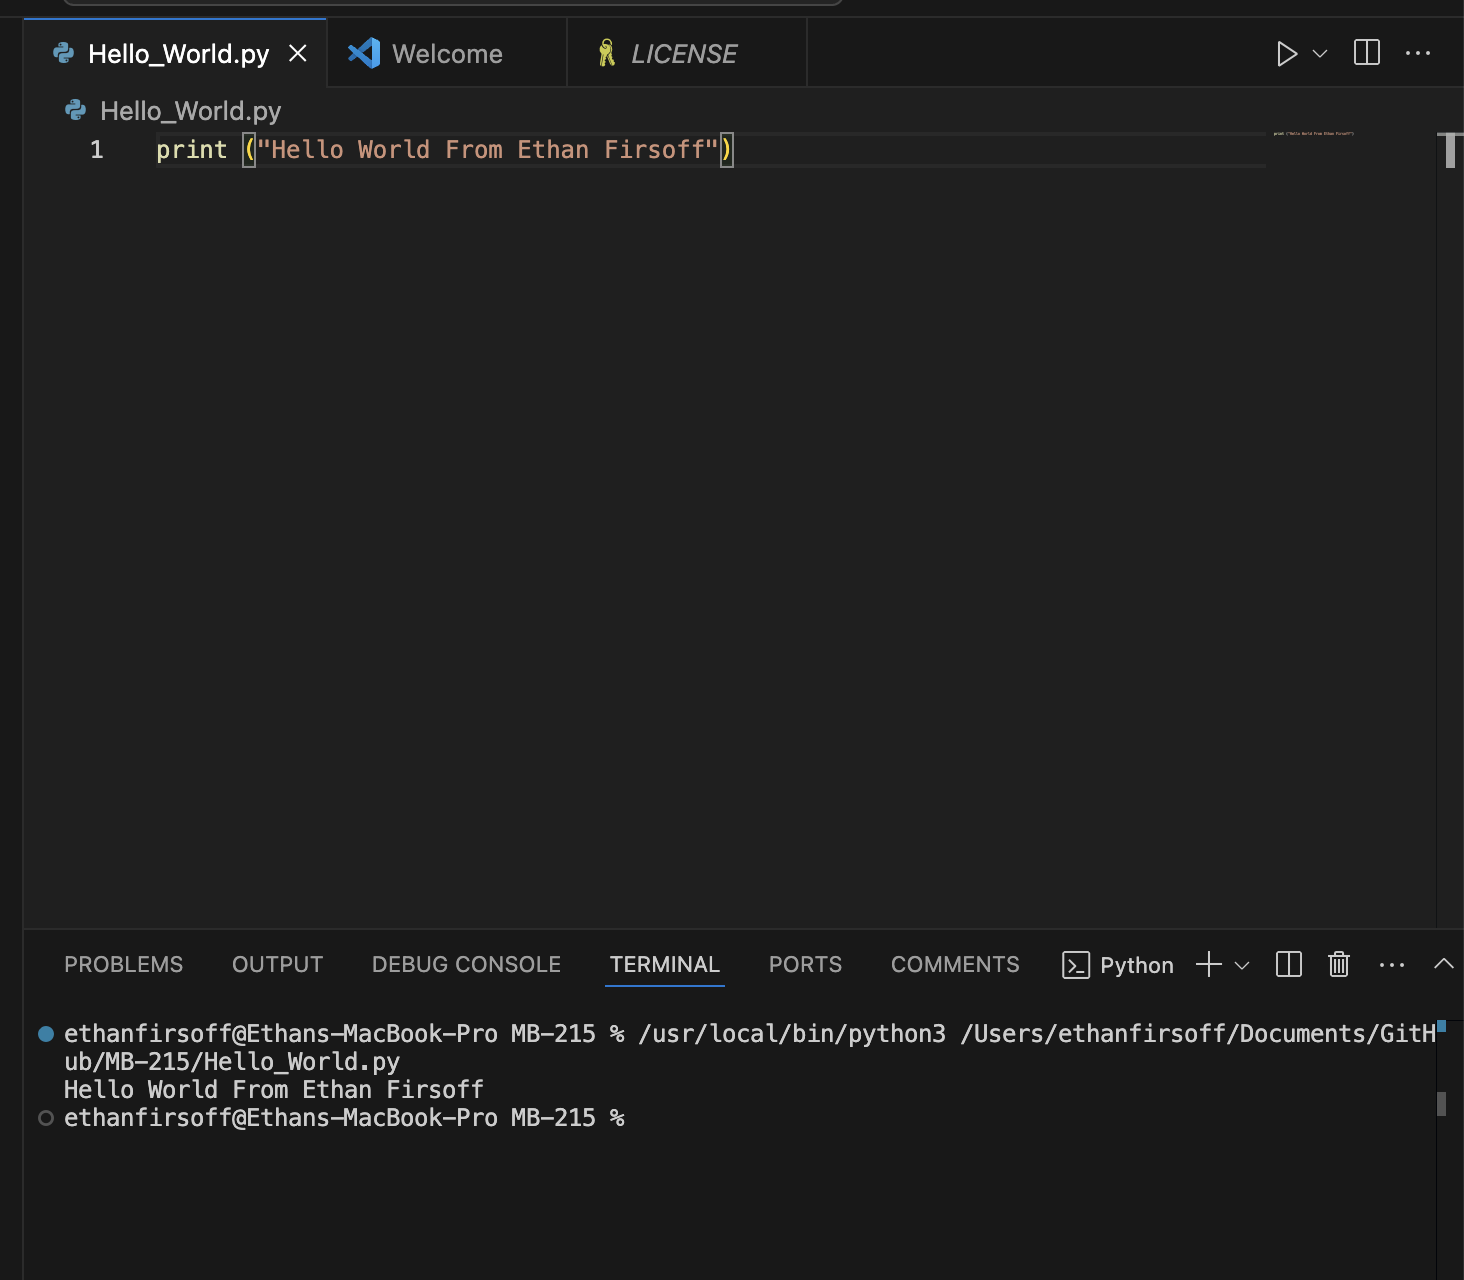 Hello_World.py Welcome LICENSE
Hello_World.py
1 print ("Hello World From Ethan Firsoff")
PROBLEMS OUTPUT DEBUG CONSOLE TERMINAL PORTS COMMENTS Python
ethanfirsoff@Ethans-MacBook-Pro MB-215 % /usr/local/bin/python3 /Users/ethanfirsoff/Documents/GitH
ub/MB-215/Hello_World.py
Hello World From Ethan Firsoff
ethanfirsoff@Ethans-MacBook-Pro MB-215 %